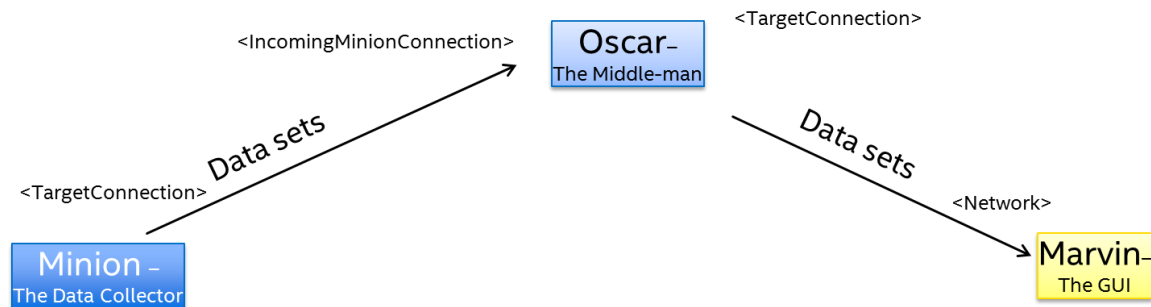 <TargetConnection>
<IncomingMinionConnection>
Oscar–
The Middle-man
Data sets
Data sets
<TargetConnection>
<Network>
Minion –
The Data Collector
Marvin–
The GUI